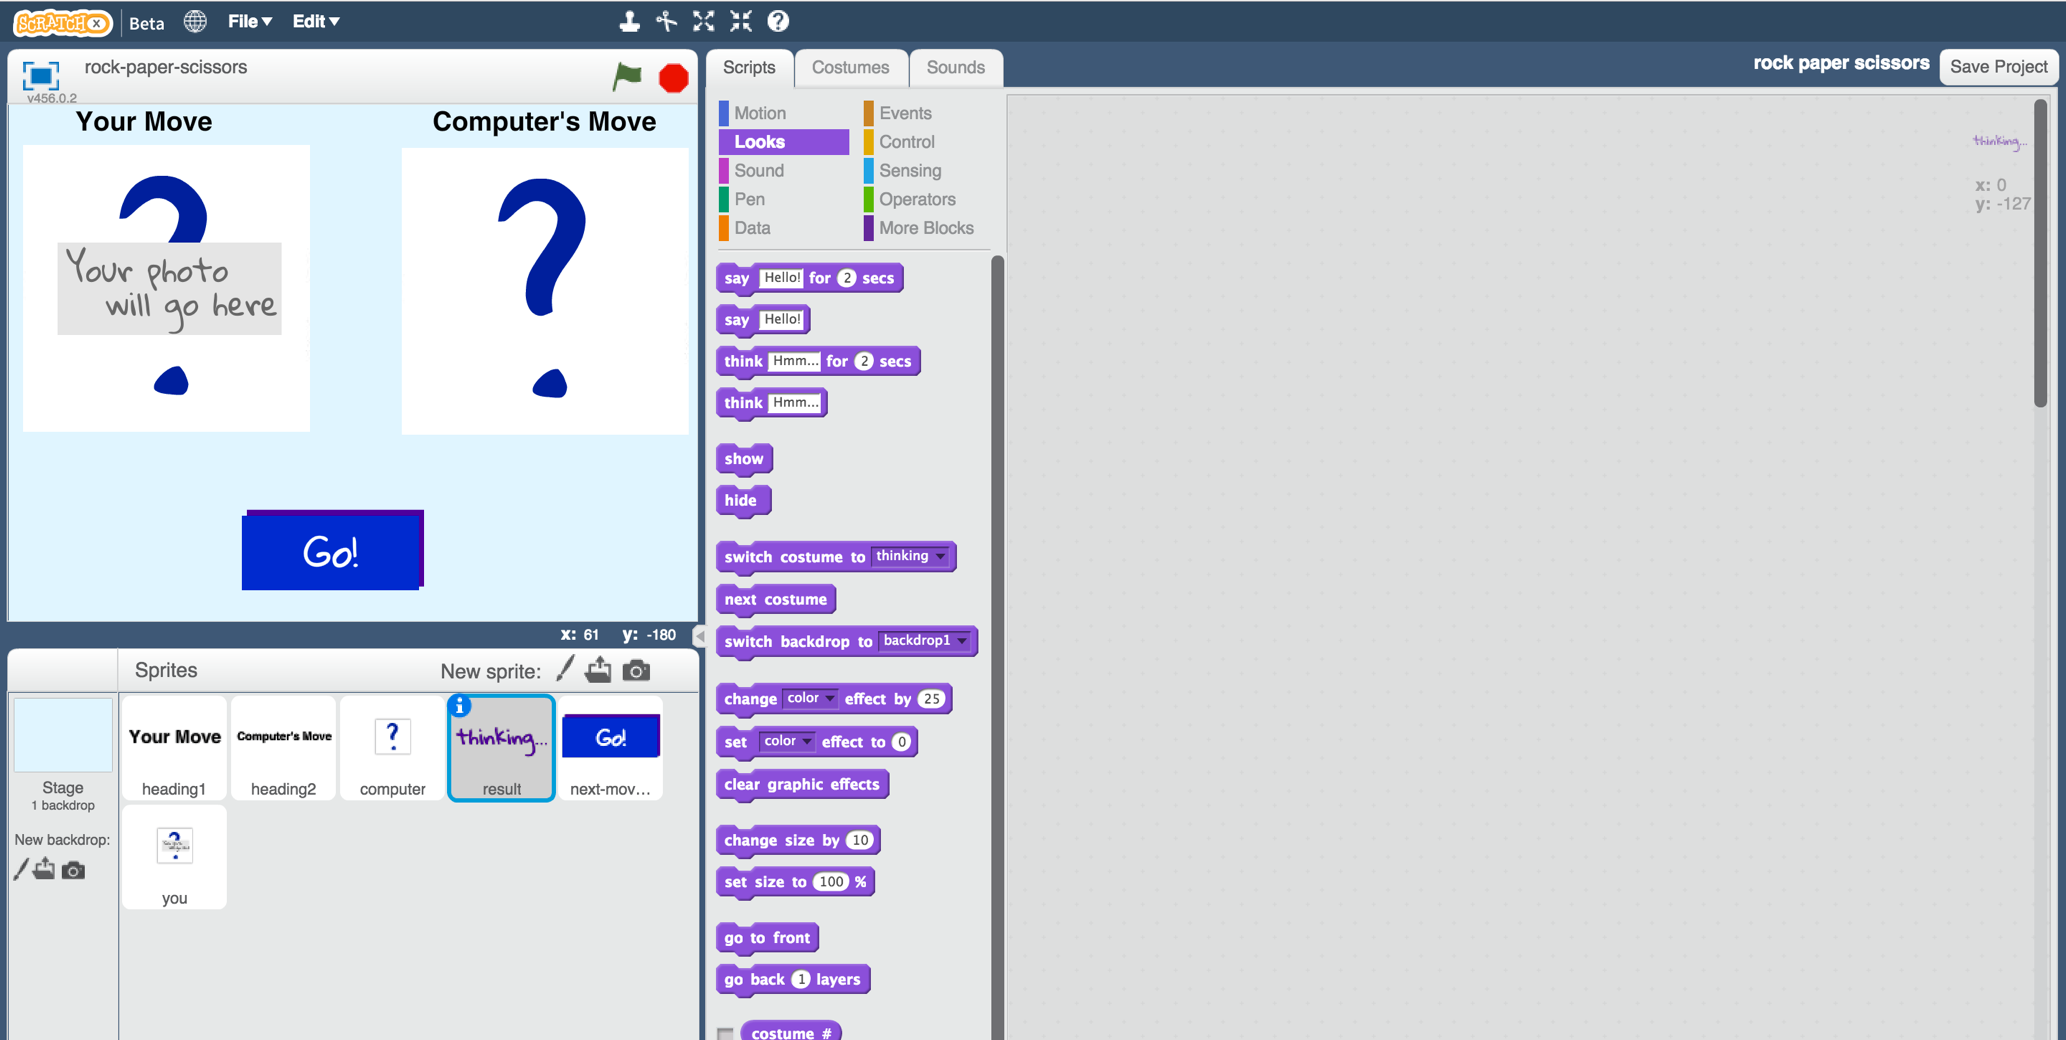 SCRATCH X
Beta
File▾ Edit▾
rock-paper-scissors
v456.0.2
Your Move
Computer's Move
Your photo
will go here
Go!
x: 61 y: -180
Sprites
New sprite:
Stage
1 backdrop
New backdrop:
Your Move
heading1
Computer's Move
heading2
?
computer
thinking...
result
Go!
next-mov...
you
Scripts Costumes Sounds
rock paper scissors
Save Project
Motion
Looks
Sound
Pen
Data
Events
Control
Sensing
Operators
More Blocks
say Hello! for 2 secs
say Hello!
think Hmm... for 2 secs
think Hmm...
show
hide
switch costume to thinking
next costume
switch backdrop to backdrop1
change color effect by 25
set color effect to 0
clear graphic effects
change size by 10
set size to 100 %
go to front
go back 1 layers
costume #
thinking...
x: 0
y: -127